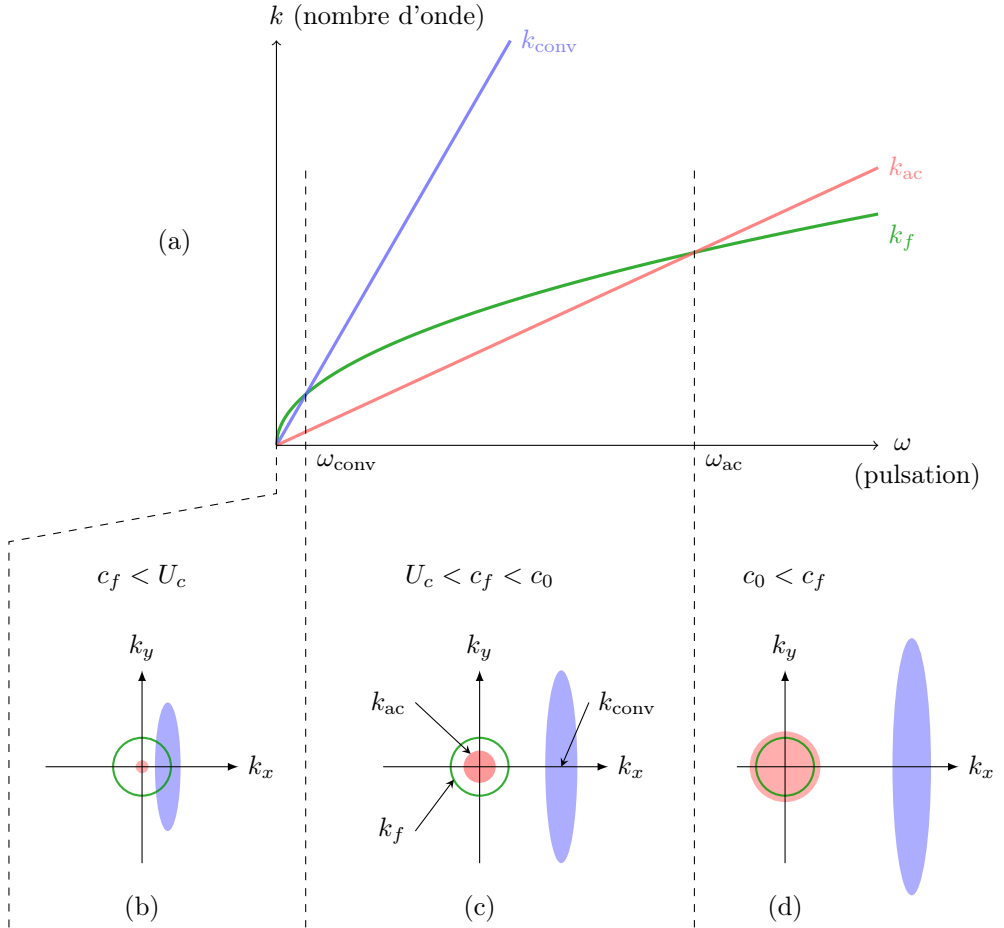 k (nombre d'onde)
k_conv
k_ac
k_f
(a)
ω_conv
ω_ac
ω
(pulsation)
c_f < U_c
U_c < c_f < c_0
c_0 < c_f
k_y
k_x
(b)
k_y
k_ac
k_conv
k_x
k_f
(c)
k_y
k_x
(d)